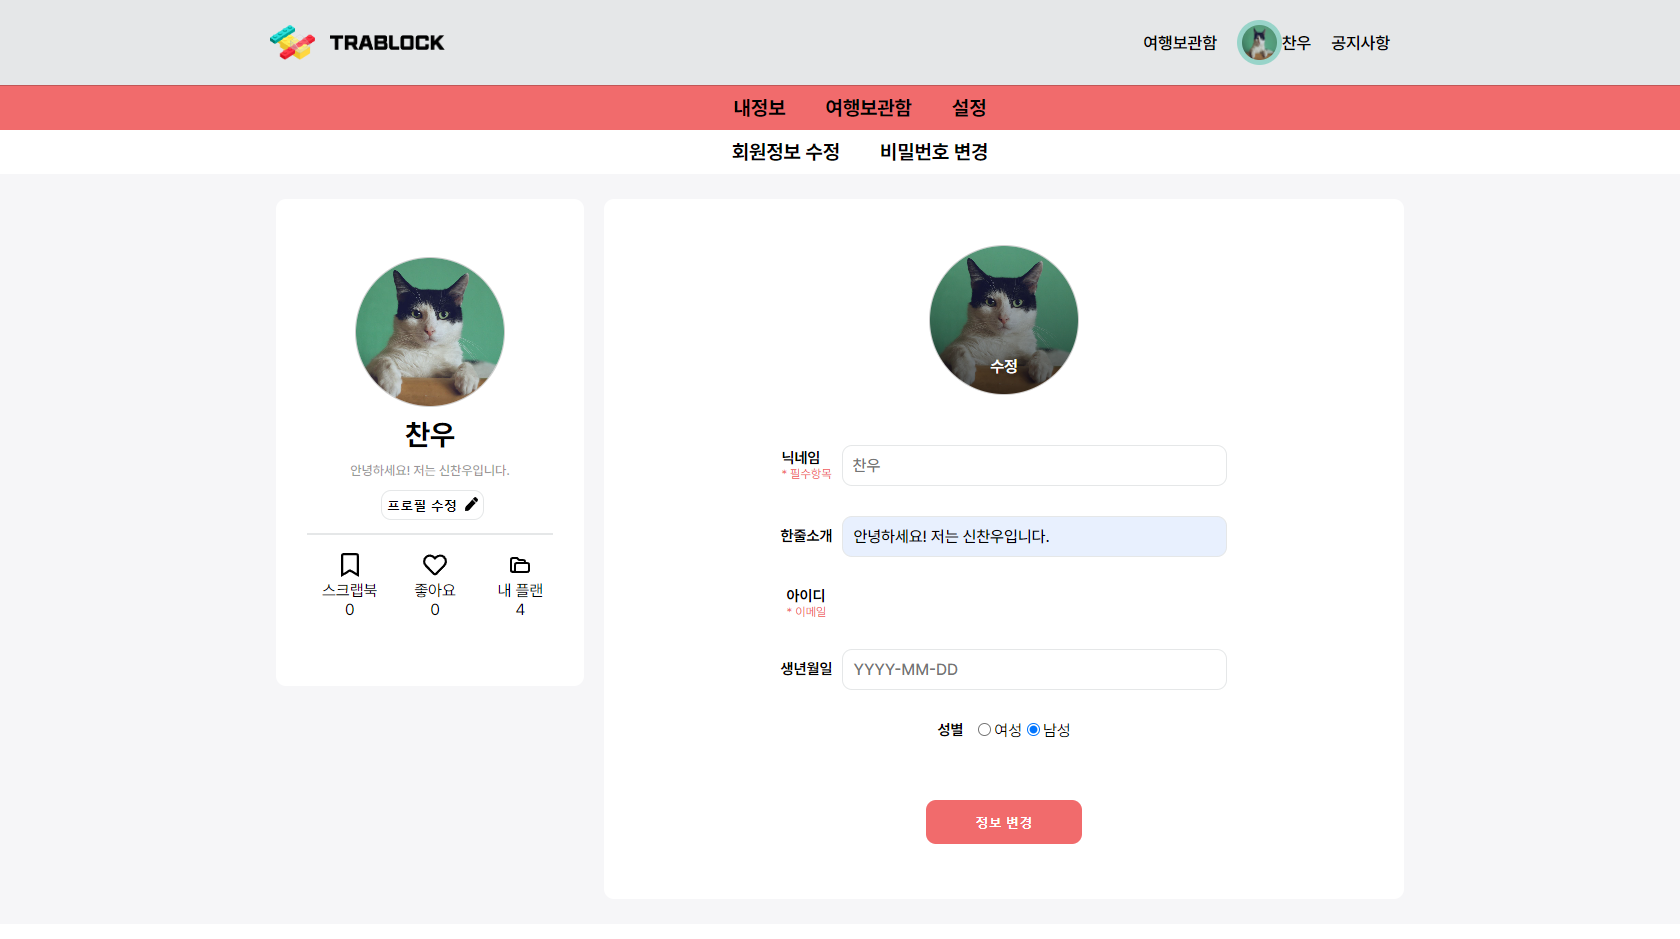 TRABLOCK
여행보관함 찬우 공지사항
내정보 여행보관함 설정
회원정보 수정 비밀번호 변경
찬우
안녕하세요! 저는 신찬우입니다.
프로필 수정
스크랩북 좋아요 내 플랜
0 0 4
수정
닉네임
* 필수항목
찬우
한줄소개 안녕하세요! 저는 신찬우입니다.
아이디
* 이메일
생년월일 YYYY-MM-DD
성별 여성 남성
정보 변경